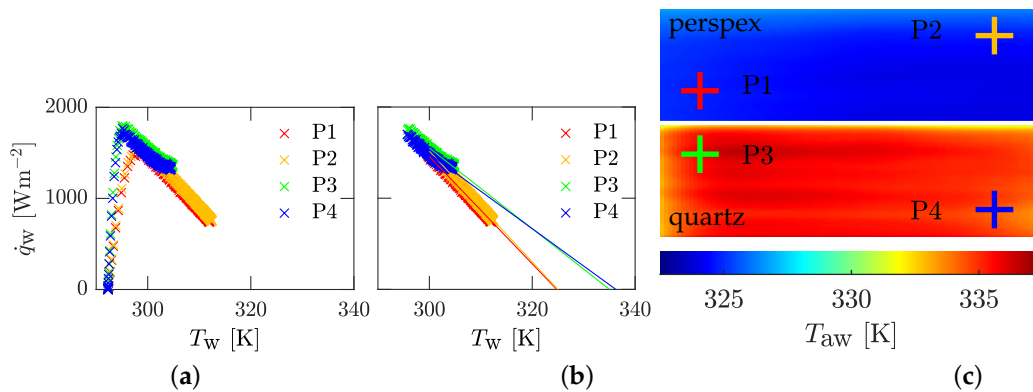 2000
1000
0
q̇w [Wm−2]
P1
P2
P3
P4
300
320
340
Tw [K]
(a)
P1
P2
P3
P4
300
320
340
Tw [K]
(b)
perspex
P2
P1
P3
quartz
P4
325
330
335
Taw [K]
(c)